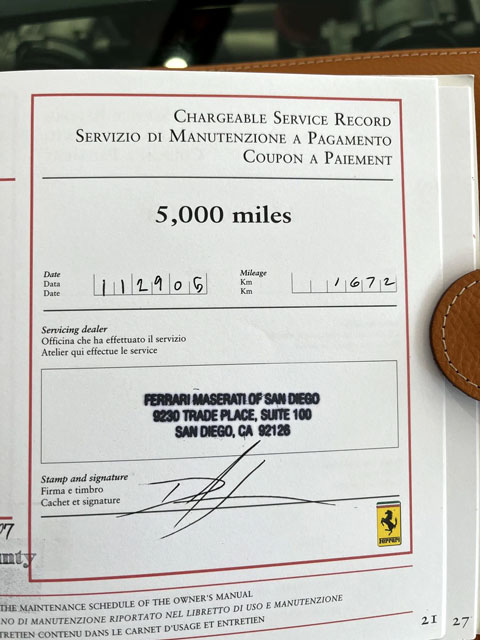 CHARGEABLE SERVICE RECORD
SERVIZIO DI MANUTENZIONE A PAGAMENTO
COUPON A PAIEMENT
5,000 miles
Date
Data
Date
112905
Mileage
Km
Km
1672
Servicing dealer
Officina che ha effettuato il servizio
Atelier qui effectue le service
FERRARI MASERATI OF SAN DIEGO
9230 TRADE PLACE, SUITE 100
SAN DIEGO, CA 92126
Stamp and signature
Firma e timbro
Cachet et signature
Ferrari
07
nty
THE MAINTENANCE SCHEDULE OF THE OWNER'S MANUAL
NO DI MANUTENZIONE RIPORTATO NEL LIBRETTO DI USO E MANUTENZIONE
TRETIEN CONTENU DANS LE CARNET D'USAGE ET ENTRETIEN
21
27